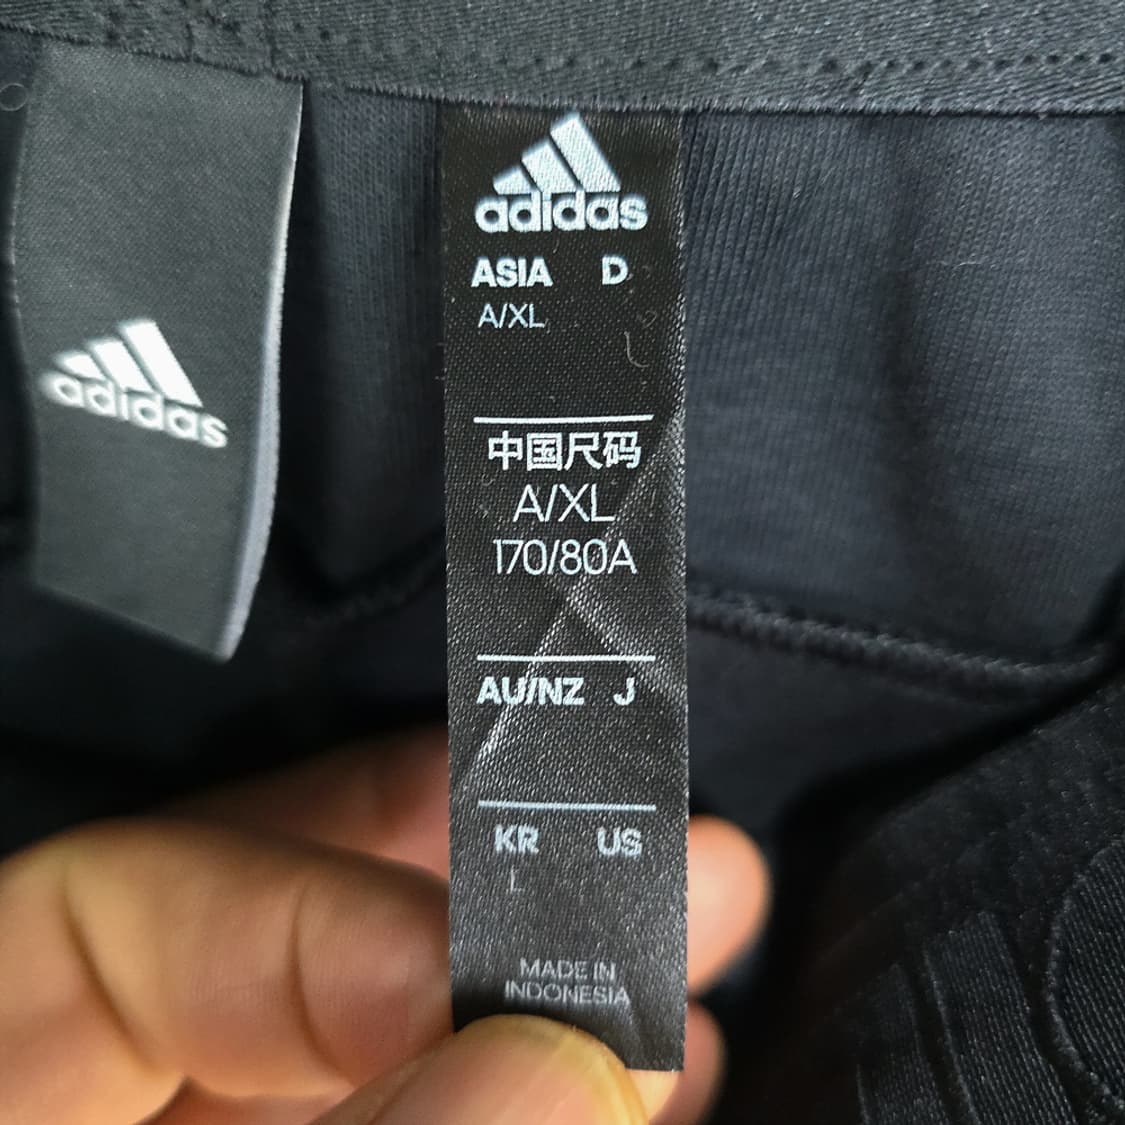 adidas
adidas
ASIA D
A/XL
中国尺码
A/XL
170/80A
AU/NZ J
KR US
L
MADE IN
INDONESIA